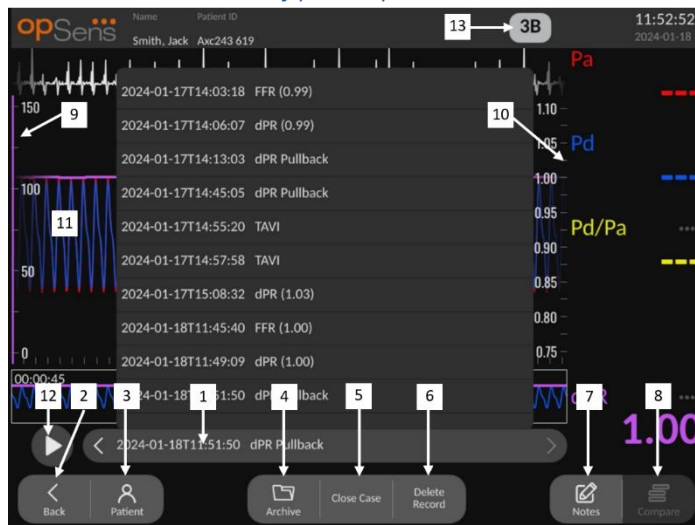 opSens
Name
Patient ID
Smith, Jack
Axc243 619
13
3B
11:52:52
2024-01-18
Pa
150
9
2024-01-17T14:03:18 FFR (0.99)
10
1.10
2024-01-17T14:06:07 dPR (0.99)
1.05
Pd
2024-01-17T14:13:03 dPR Pullback
1.00
100
2024-01-17T14:45:05 dPR Pullback
11
0.95
2024-01-17T14:55:20 TAVI
Pd/Pa
0.90
2024-01-17T14:57:58 TAVI
50
0.85
2024-01-17T15:08:32 dPR (1.03)
0.80
2024-01-18T11:45:40 FFR (1.00)
0
2024-01-18T11:49:09 dPR (1.00)
0.75
00:00:45
12
2
3
1
4
5
6
7
8
1.00
2024-01-18T11:51:50 dPR Pullback
Back
Patient
Archive
Close Case
Delete
Record
Notes
Compare